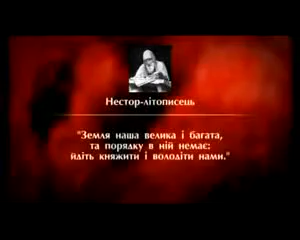 Нестор-літописець
"Земля наша велика і багата,
та порядку в ній немає:
йдіть княжити і володіти нами."